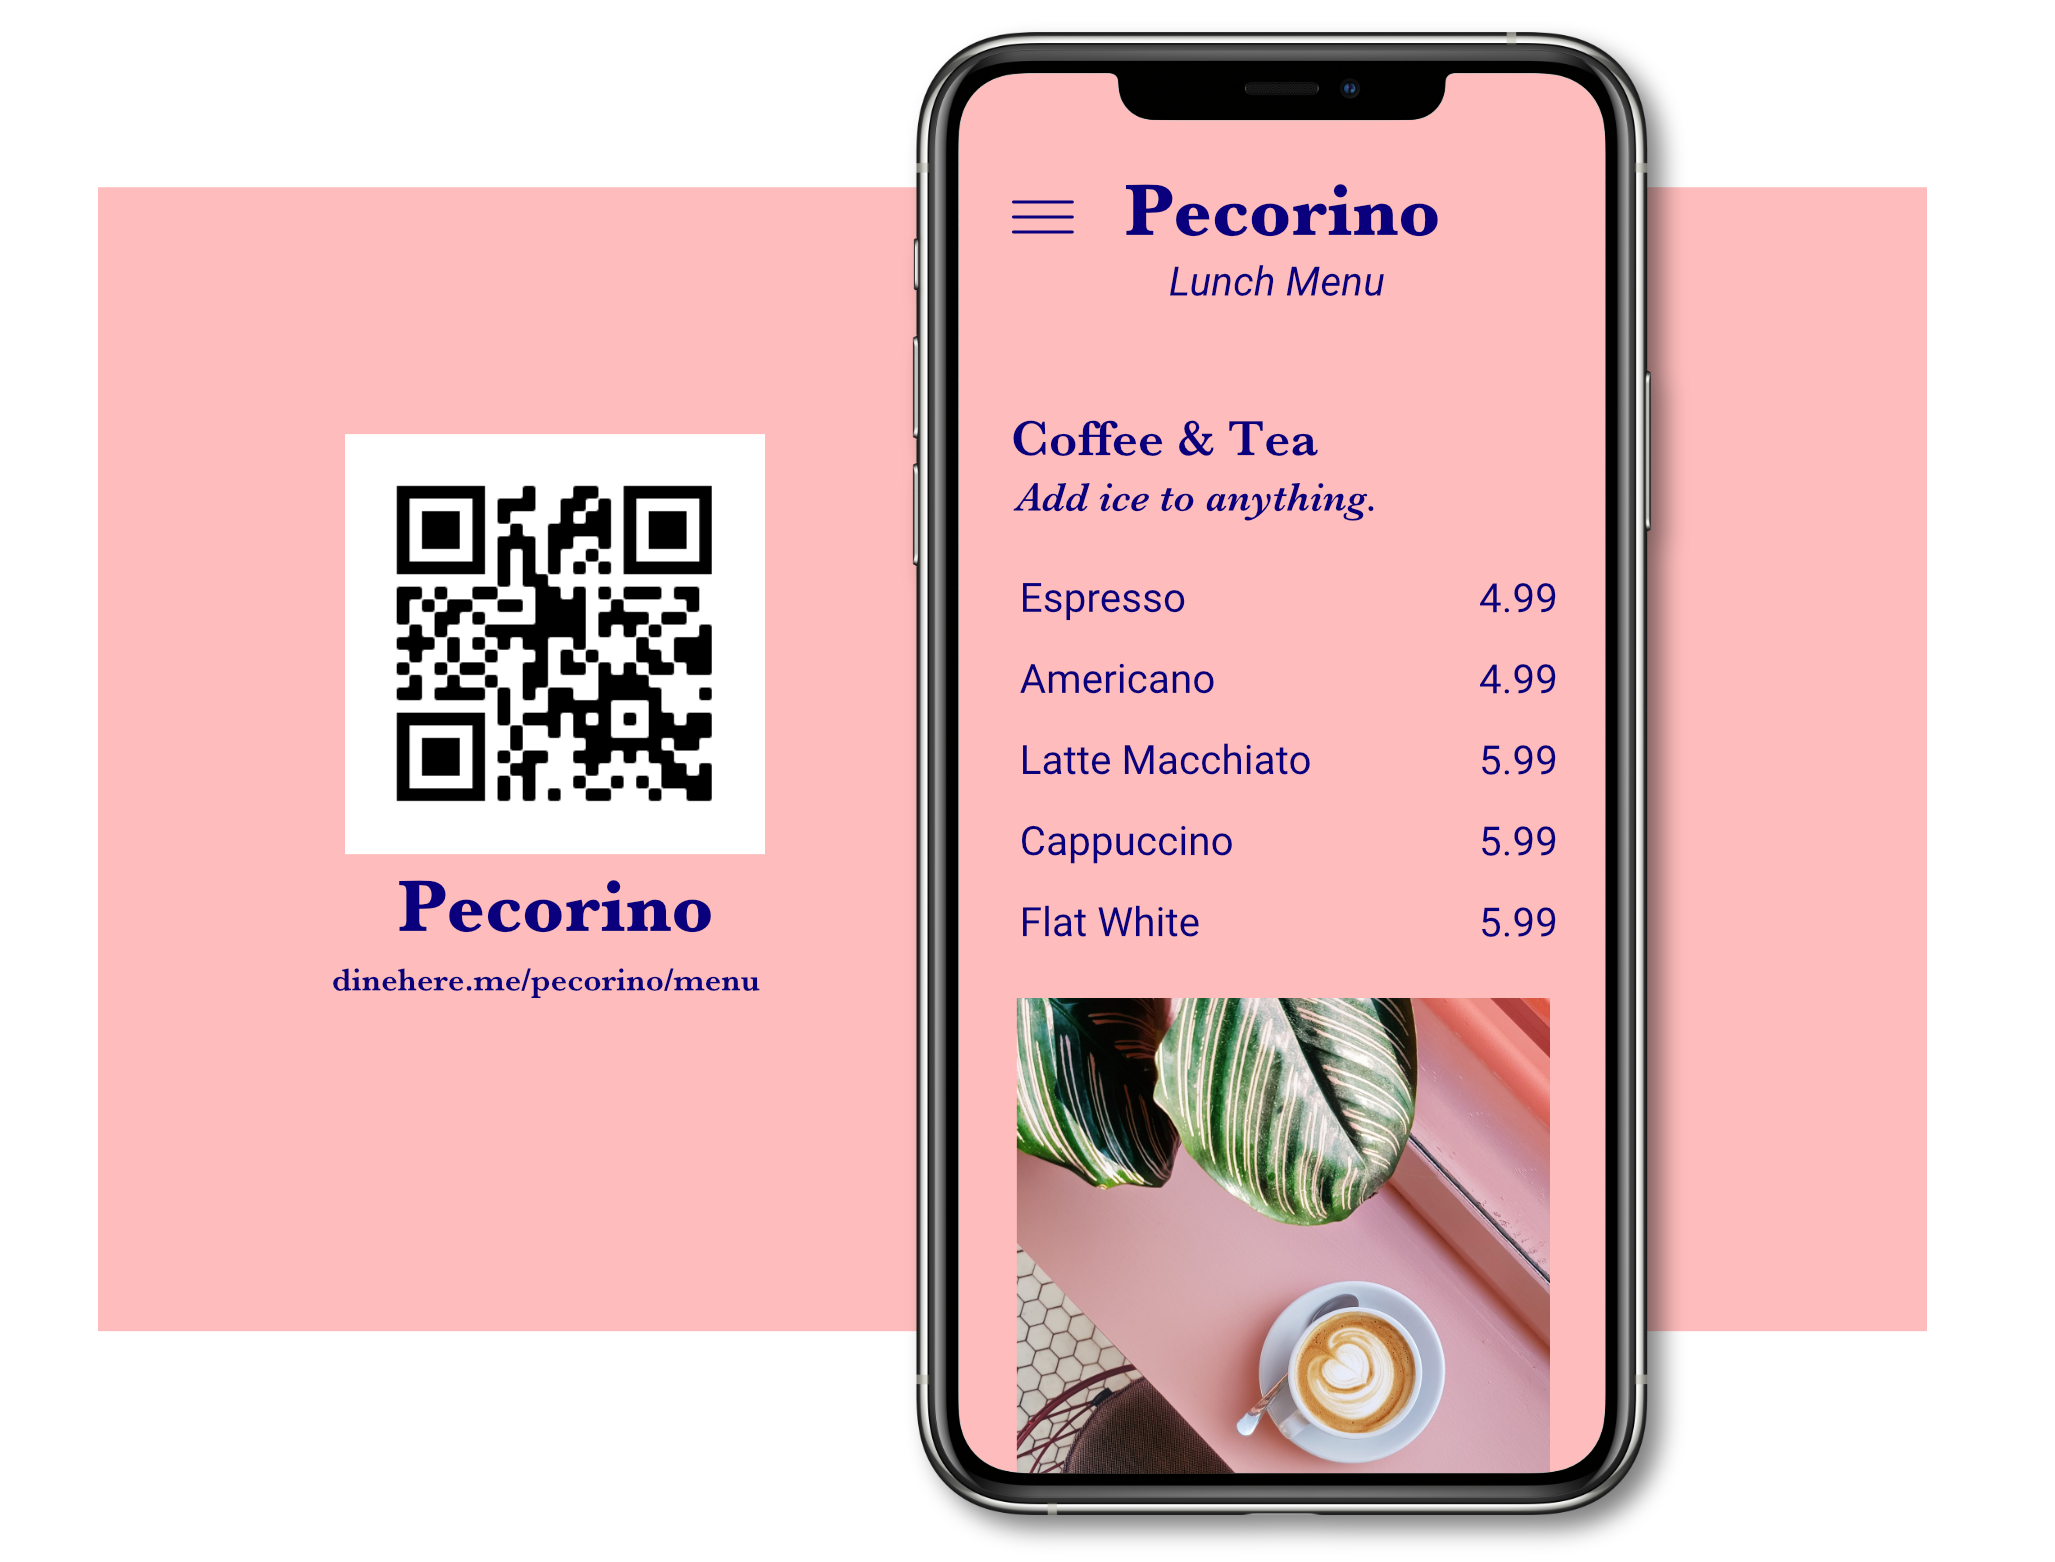 Pecorino
dinehere.me/pecorino/menu
Pecorino
Lunch Menu
Coffee & Tea
Add ice to anything.
Espresso 4.99
Americano 4.99
Latte Macchiato 5.99
Cappuccino 5.99
Flat White 5.99